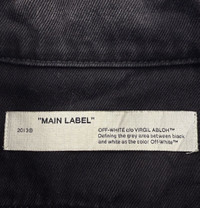 "MAIN LABEL"
2013®
OFF-WHITE c/o VIRGIL ABLOH™
Defining the grey area between black
and white as the color Off-White™